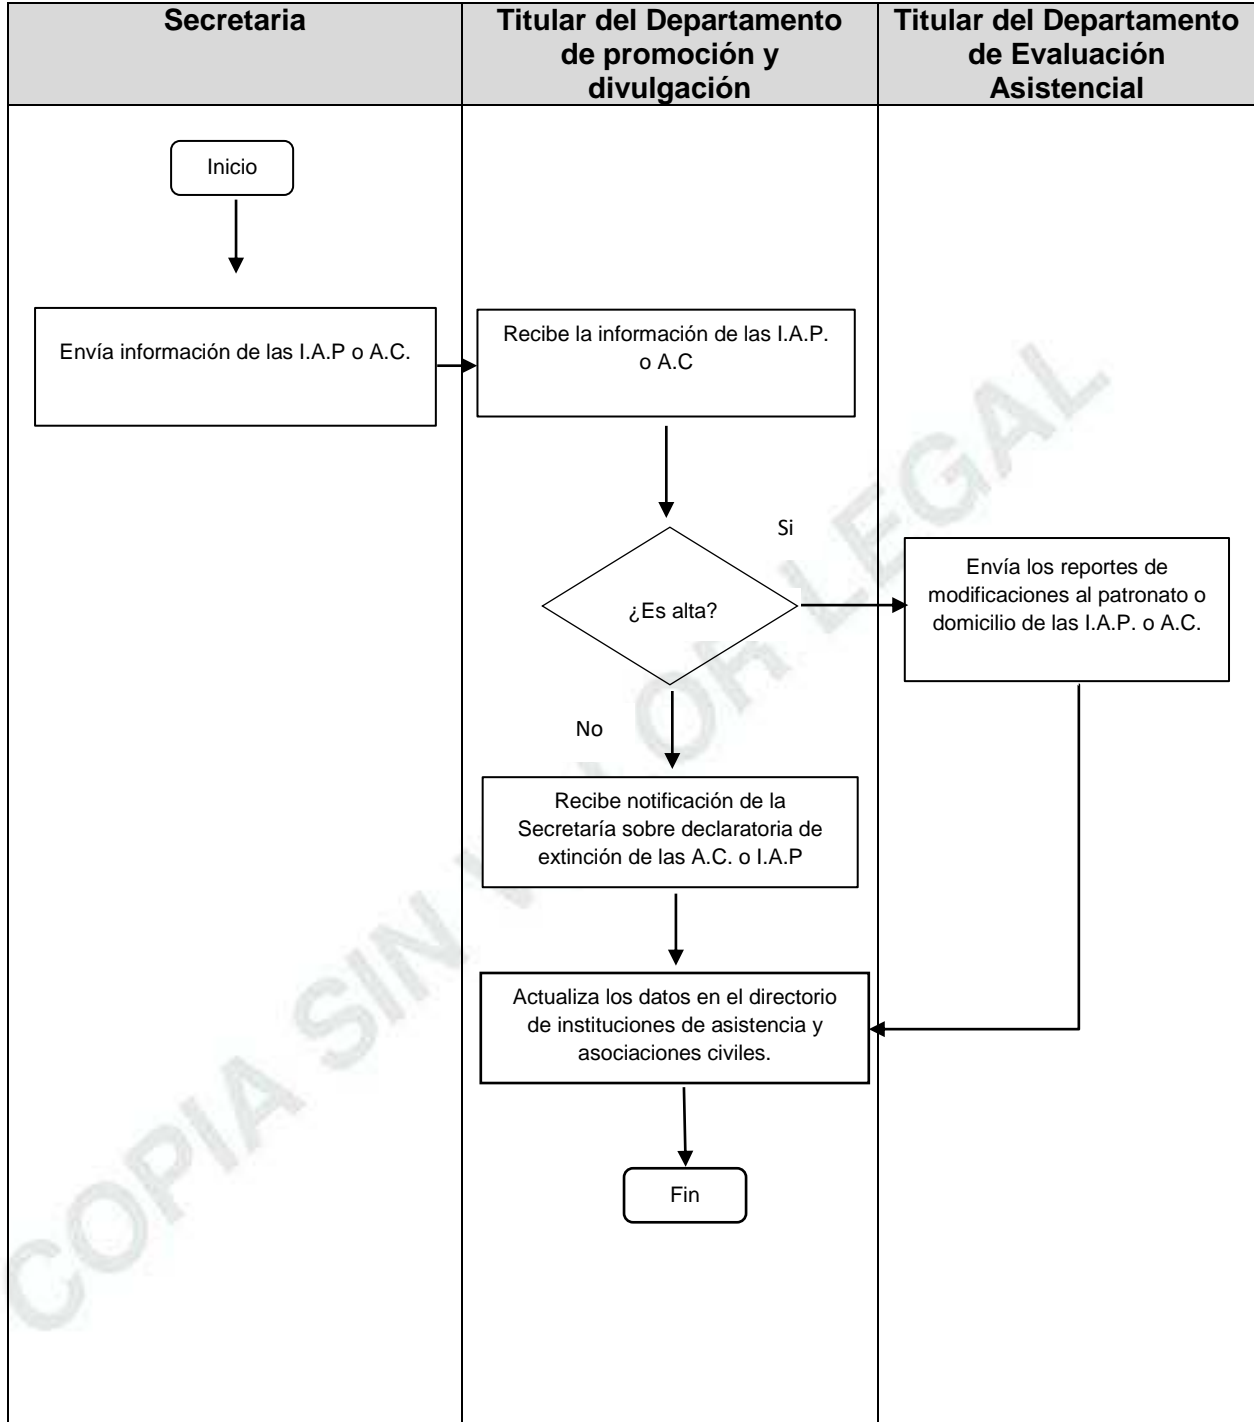 Secretaria
Titular del Departamento
de promoción y
divulgación
Titular del Departamento
de Evaluación
Asistencial
Inicio
Envía información de las I.A.P o A.C.
Recibe la información de las I.A.P.
o A.C
Si
¿Es alta?
Envía los reportes de
modificaciones al patronato o
domicilio de las I.A.P. o A.C.
No
Recibe notificación de la
Secretaría sobre declaratoria de
extinción de las A.C. o I.A.P
Actualiza los datos en el directorio
de instituciones de asistencia y
asociaciones civiles.
Fin
COPIA SIN LEGAL